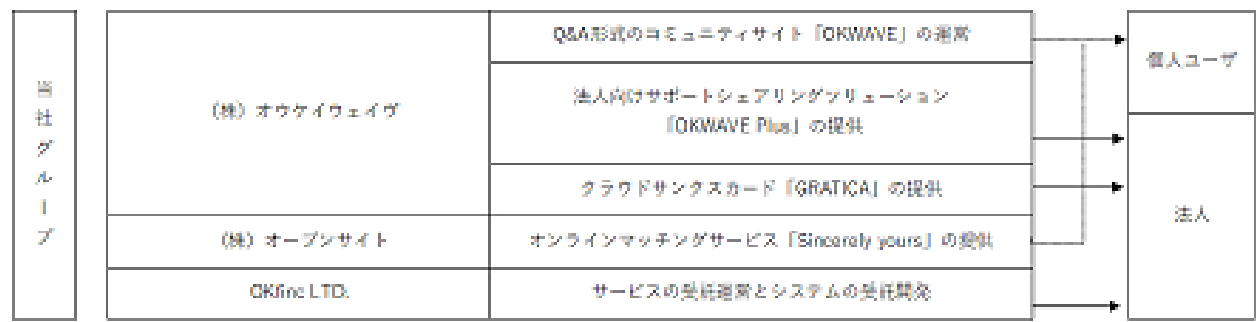 当社グループ
(株) オウケイウェイヴ
Q&A形式のコミュニティサイト「OKWAVE」の運営
法人向けサポートシェアリングソリューション
「OKWAVE Plus」の提供
クラウドサンクスカード「GRATICA」の提供
(株) オープンサイト
オンラインマッチングサービス「Sincerely yours」の提供
OKfinc LTD.
サービスの受託運営とシステムの受託開発
個人ユーザ
法人